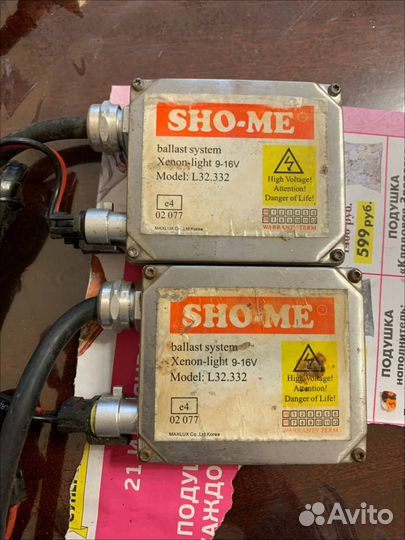 SHO-ME
ballast system
Xenon-light 9-16V
Model: L32.332
High Voltage!
Attention!
Danger of Life!
e4
02 077
WARRANTY TERM
MAXLUX Co.,Ltd Korea
SHO-ME
ballast system
Xenon-light 9-16V
Model: L32.332
High Voltage!
Attention!
Danger of Life!
e4
02 077
WARRANTY TERM
MAXLUX Co.,Ltd Korea
599 руб.
ПОДУШКА
ПОДУШКА
наполнитель:
21
ПОДУШ
КАЖДО
Avito